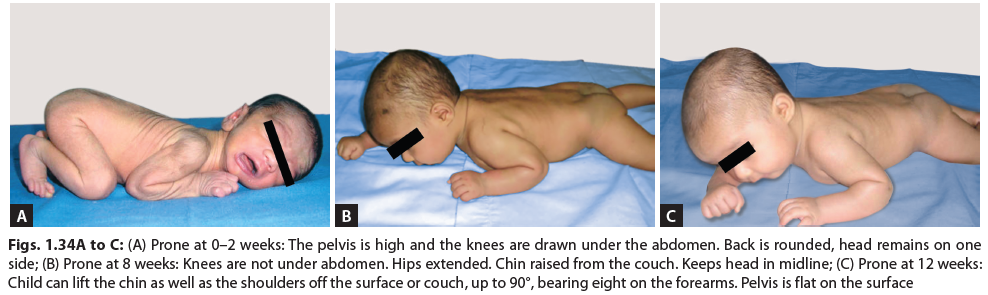 A
B
C
Figs. 1.34A to C: (A) Prone at 0–2 weeks: The pelvis is high and the knees are drawn under the abdomen. Back is rounded, head remains on one
side; (B) Prone at 8 weeks: Knees are not under abdomen. Hips extended. Chin raised from the couch. Keeps head in midline; (C) Prone at 12 weeks:
Child can lift the chin as well as the shoulders off the surface or couch, up to 90°, bearing eight on the forearms. Pelvis is flat on the surface